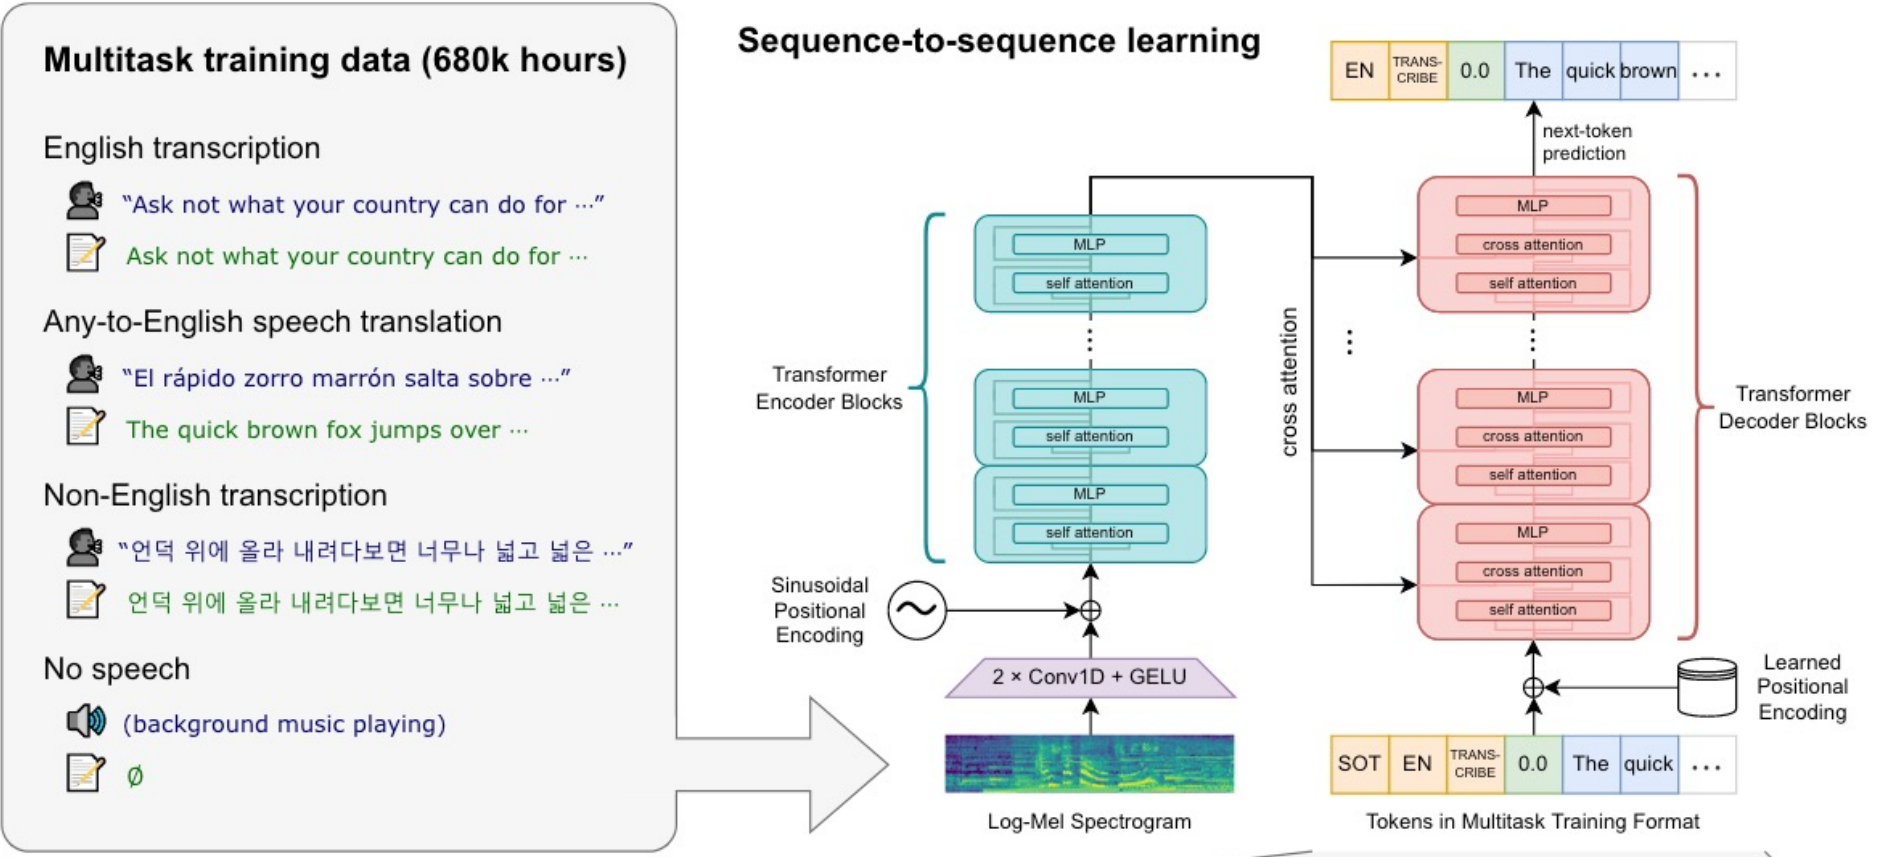 Multitask training data (680k hours)
English transcription
“Ask not what your country can do for ⋯”
Ask not what your country can do for ⋯
Any-to-English speech translation
“El rápido zorro marrón salta sobre ⋯”
The quick brown fox jumps over ⋯
Non-English transcription
“언덕 위에 올라 내려다보면 너무나 넓고 넓은 ⋯”
언덕 위에 올라 내려다보면 너무나 넓고 넓은 ⋯
No speech
(background music playing)
∅
Sequence-to-sequence learning
EN TRANS-CRIBE 0.0 The quick brown ⋯
next-token
prediction
MLP
self attention
MLP
self attention
MLP
self attention
Transformer
Encoder Blocks
Sinusoidal
Positional
Encoding
2 × Conv1D + GELU
Log-Mel Spectrogram
cross attention
MLP
cross attention
self attention
MLP
cross attention
self attention
MLP
cross attention
self attention
Transformer
Decoder Blocks
Learned
Positional
Encoding
SOT EN TRANS-CRIBE 0.0 The quick ⋯
Tokens in Multitask Training Format